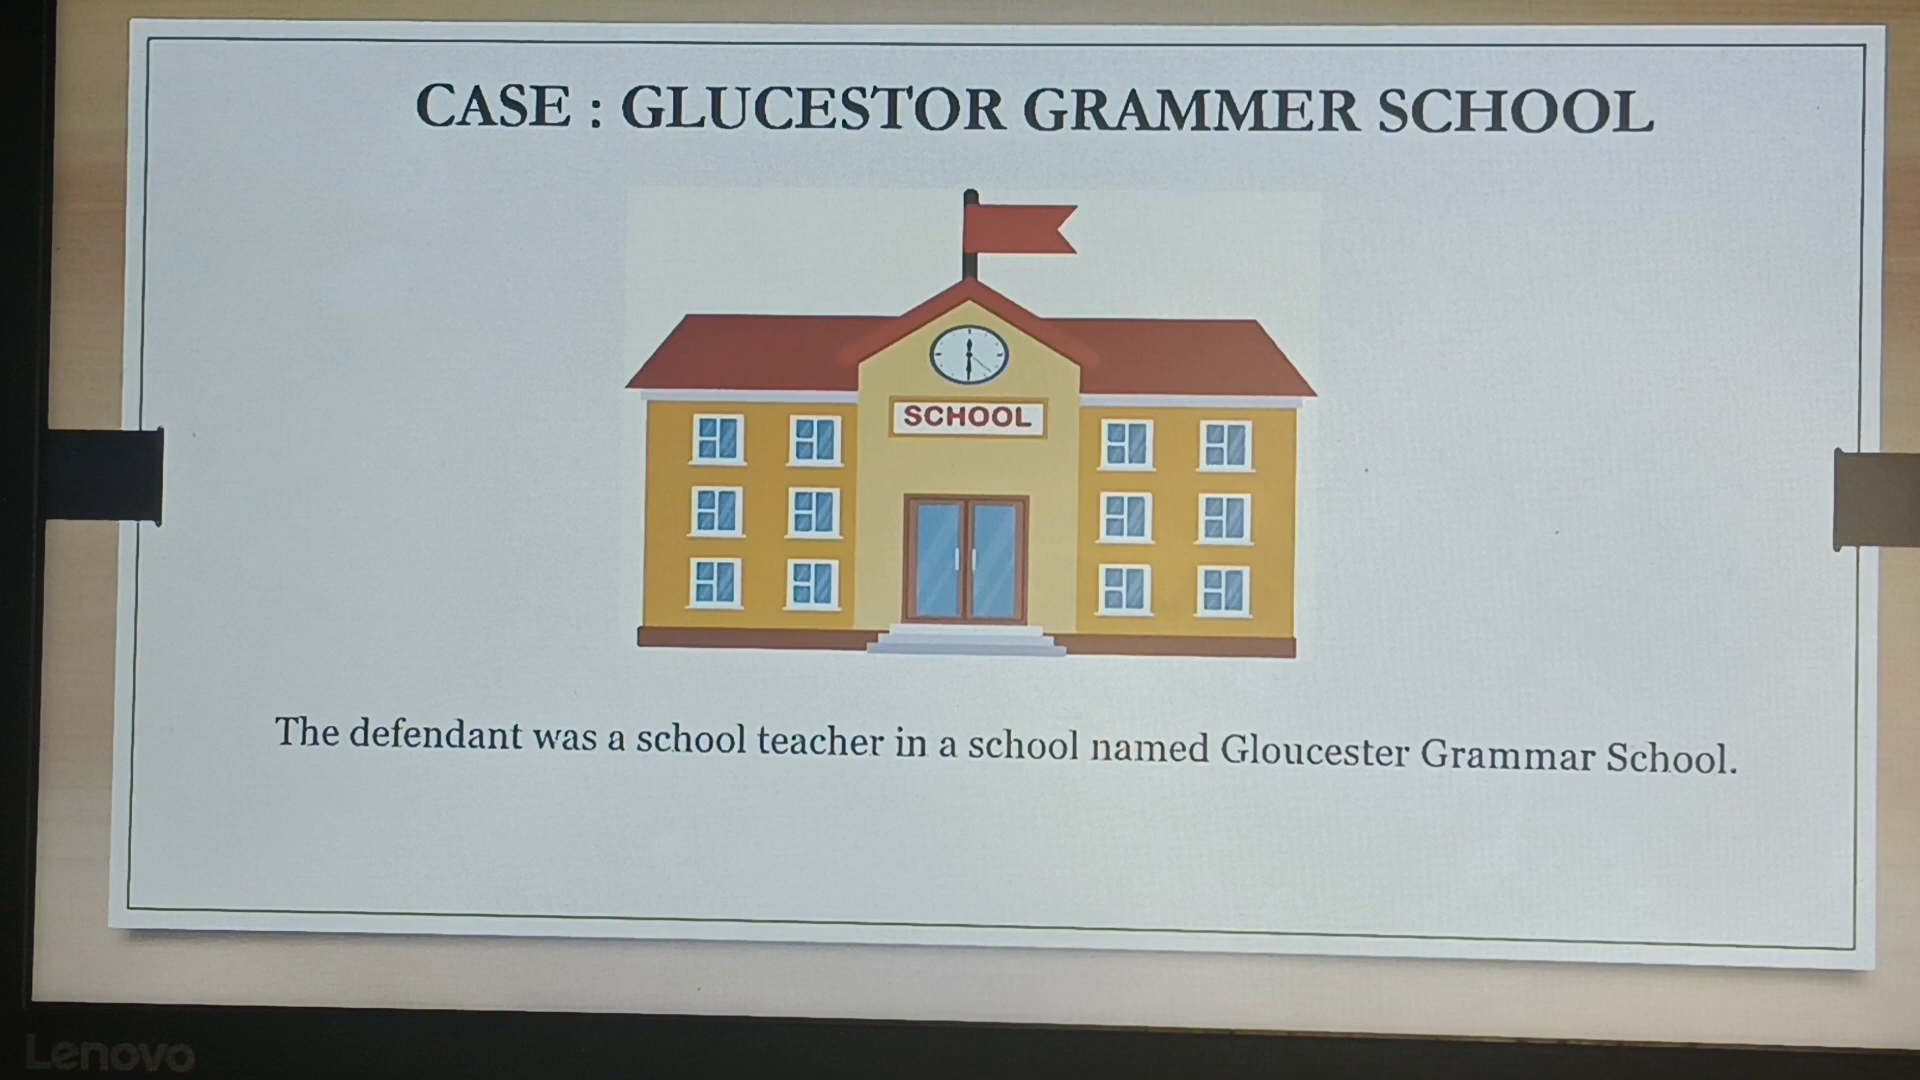 CASE : GLUCESTOR GRAMMER SCHOOL
SCHOOL
The defendant was a school teacher in a school named Gloucester Grammar School.
Lenovo